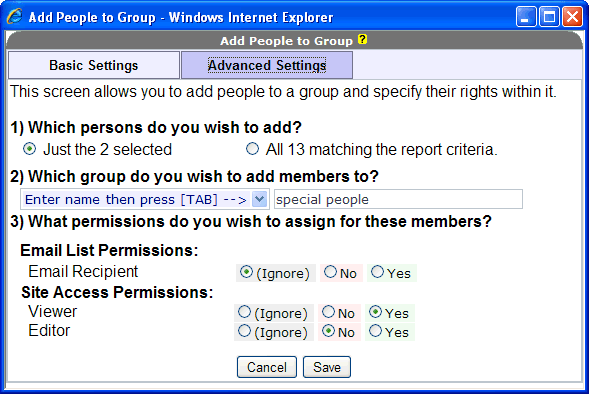 Add People to Group - Windows Internet Explorer
Add People to Group ?
Basic Settings Advanced Settings
This screen allows you to add people to a group and specify their rights within it.
1) Which persons do you wish to add?
Just the 2 selected All 13 matching the report criteria.
2) Which group do you wish to add members to?
Enter name then press [TAB] --> special people
3) What permissions do you wish to assign for these members?
Email List Permissions:
Email Recipient (Ignore) No Yes
Site Access Permissions:
Viewer (Ignore) No Yes
Editor (Ignore) No Yes
Cancel Save